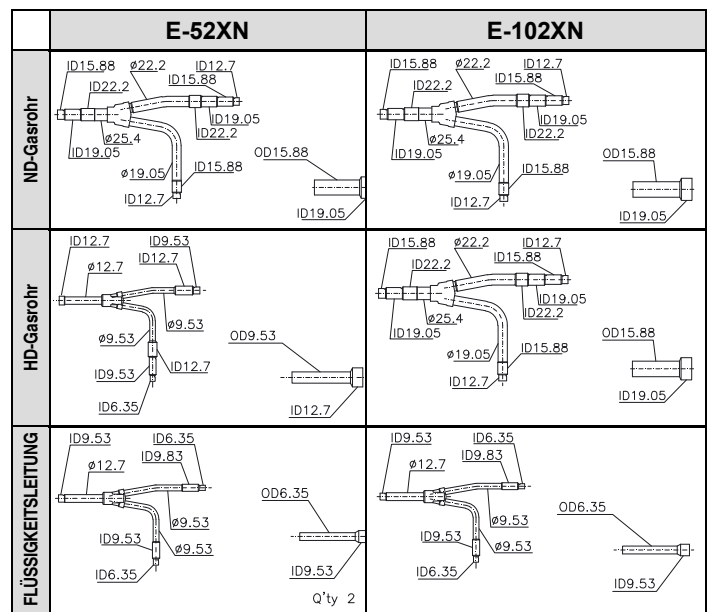 E-52XN
E-102XN
ND-Gasrohr
ID15.88
ø22.2
ID12.7
ID15.88
ID22.2
ID19.05
ø25.4
ID22.2
ID19.05
ø19.05
ID15.88
ID12.7
OD15.88
ID19.05
ID15.88
ø22.2
ID12.7
ID15.88
ID22.2
ID19.05
ø25.4
ID22.2
ID19.05
ø19.05
ID15.88
ID12.7
OD15.88
ID19.05
HD-Gasrohr
ID12.7
ID9.53
ø12.7
ID12.7
ø9.53
ø9.53
ID9.53
ID12.7
ID6.35
OD9.53
ID12.7
ID15.88
ø22.2
ID12.7
ID15.88
ID22.2
ID19.05
ø25.4
ID22.2
ID19.05
ø19.05
ID15.88
ID12.7
OD15.88
ID19.05
FLÜSSIGKEITSLEITUNG
ID9.53
ID6.35
ø12.7
ID9.83
ø9.53
ID9.53
ø9.53
ID6.35
OD6.35
ID9.53
Q'ty 2
ID9.53
ID6.35
ø12.7
ID9.83
ø9.53
ID9.53
ø9.53
ID6.35
OD6.35
ID9.53